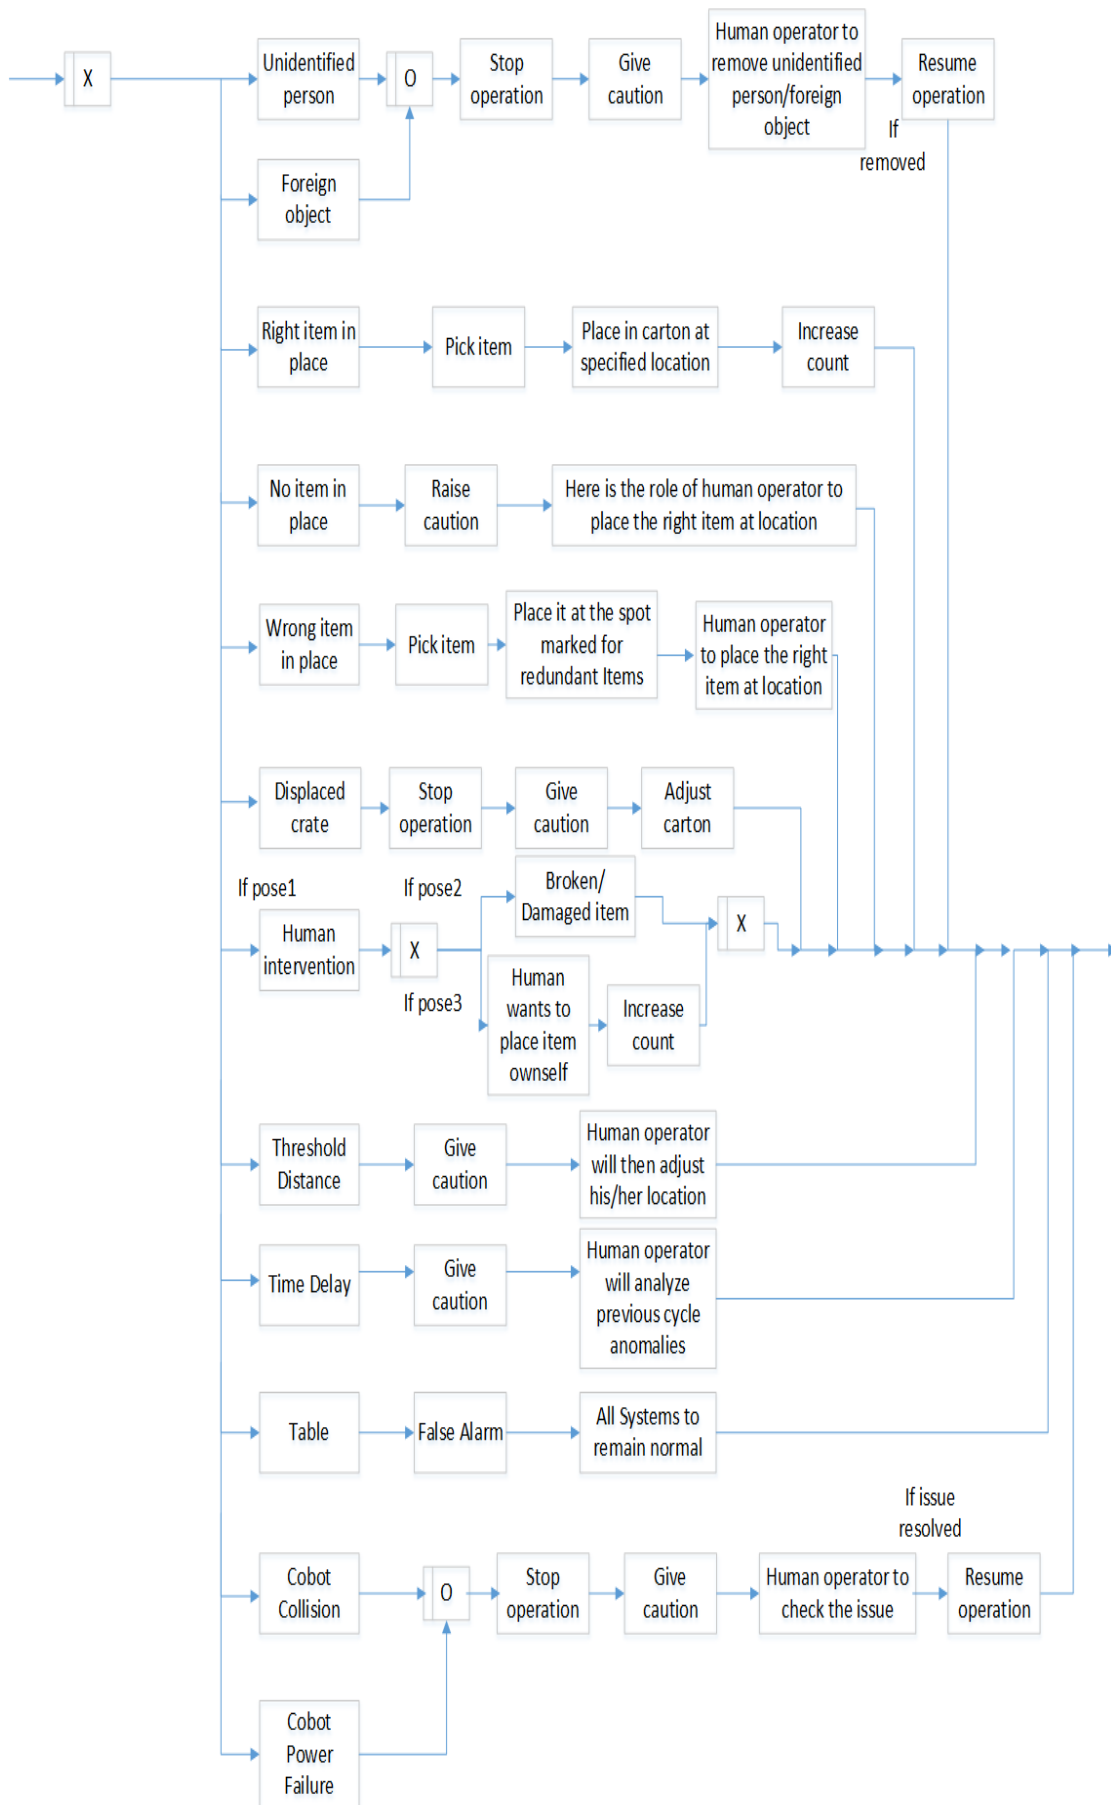 X
Unidentified
person
O
Stop
operation
Give
caution
Human operator to
remove unidentified
person/foreign
object
Resume
operation
If
removed
Foreign
object
Right item in
place
Pick item
Place in carton at
specified location
Increase
count
No item in
place
Raise
caution
Here is the role of human operator to
place the right item at location
Wrong item
in place
Pick item
Place it at the spot
marked for
redundant Items
Human operator
to place the right
item at location
Displaced
crate
Stop
operation
Give
caution
Adjust
carton
If pose1
Human
intervention
X
If pose2
Broken/
Damaged item
X
If pose3
Human
wants to
place item
ownself
Increase
count
Threshold
Distance
Give
caution
Human operator
will then adjust
his/her location
Time Delay
Give
caution
Human operator
will analyze
previous cycle
anomalies
Table
False Alarm
All Systems to
remain normal
Cobot
Collision
O
Stop
operation
Give
caution
Human operator to
check the issue
If issue
resolved
Resume
operation
Cobot
Power
Failure